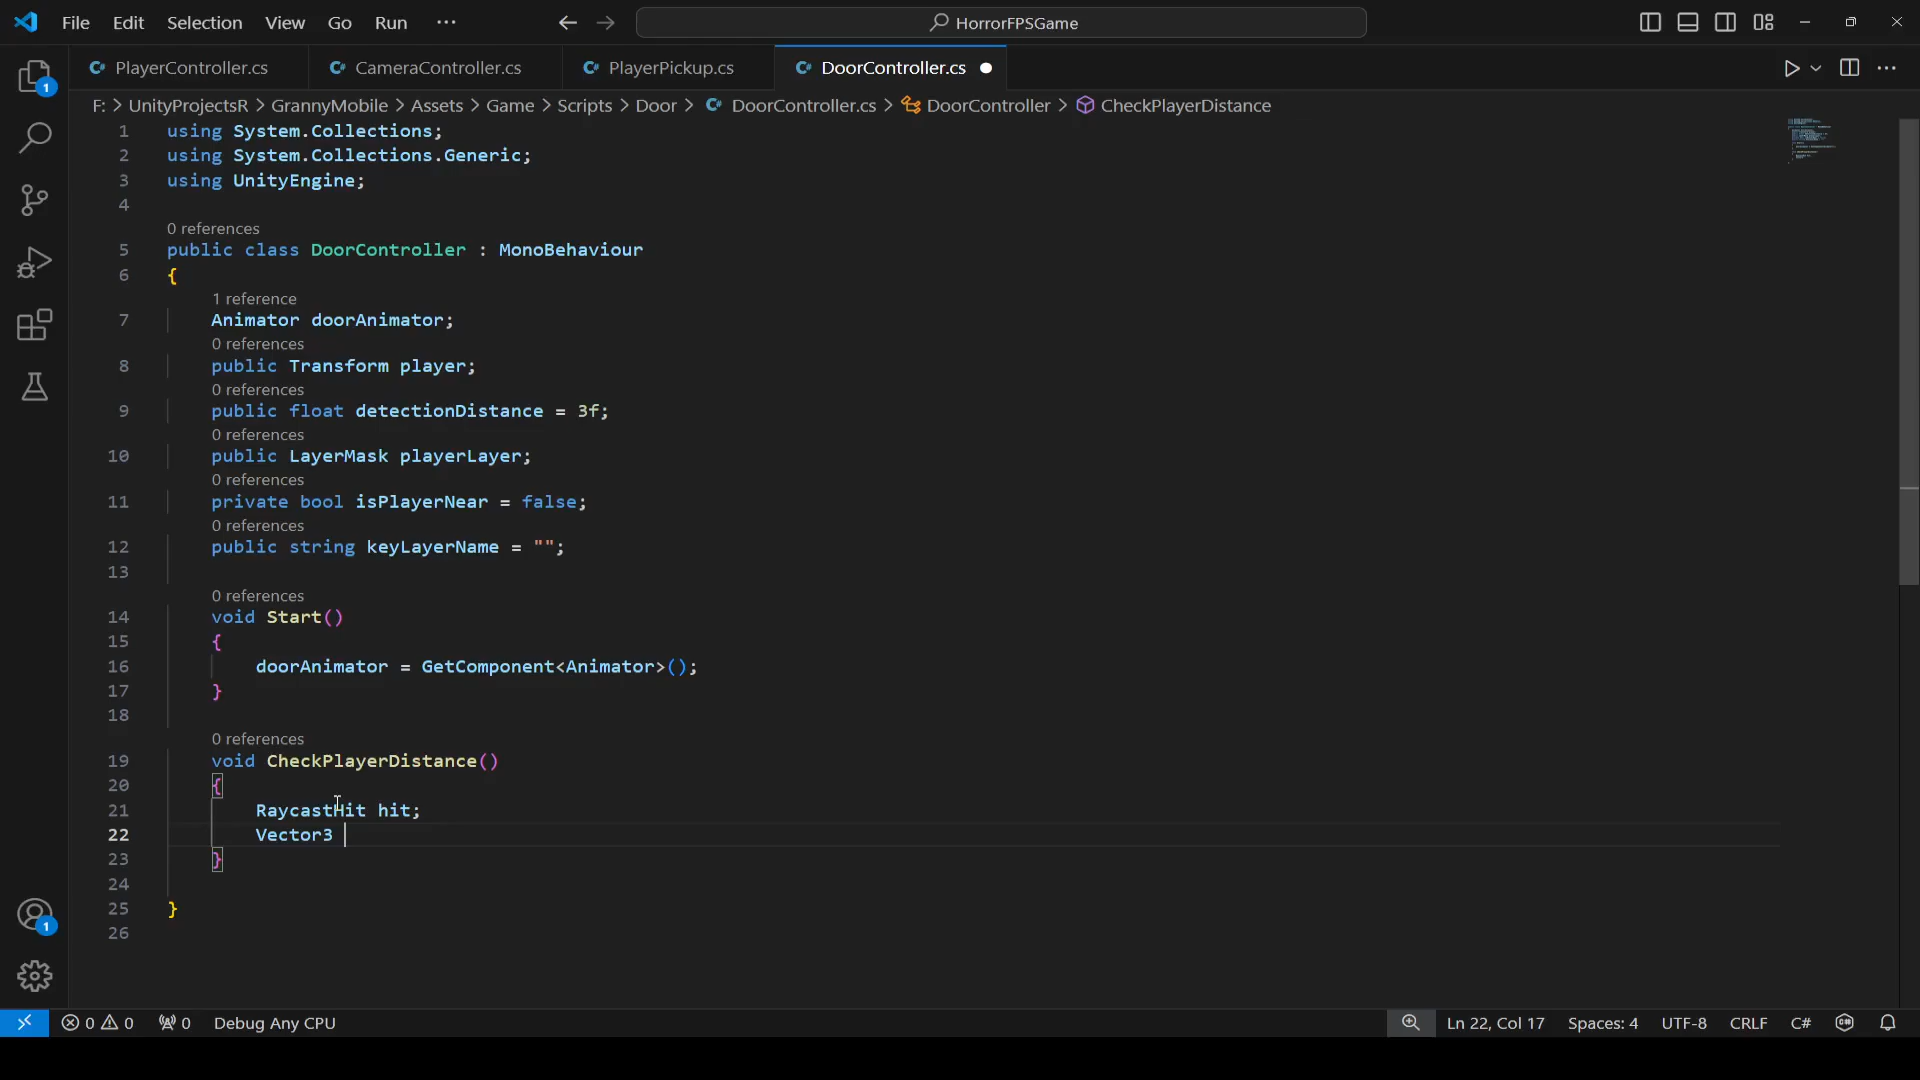 File Edit Selection View Go Run ··· HorrorFPSGame
PlayerController.cs CameraController.cs PlayerPickup.cs DoorController.cs
F: > UnityProjectsR > GrannyMobile > Assets > Game > Scripts > Door > DoorController.cs > DoorController > CheckPlayerDistance
1 using System.Collections;
2 using System.Collections.Generic;
3 using UnityEngine;
4
0 references
5 public class DoorController : MonoBehaviour
6 {
1 reference
7 Animator doorAnimator;
0 references
8 public Transform player;
0 references
9 public float detectionDistance = 3f;
0 references
10 public LayerMask playerLayer;
0 references
11 private bool isPlayerNear = false;
0 references
12 public string keyLayerName = "";
13
0 references
14 void Start()
15 {
16 doorAnimator = GetComponent<Animator>();
17 }
18
0 references
19 void CheckPlayerDistance()
20 {
21 RaycastHit hit;
22 Vector3
23 }
24
25 }
26
1
1
0 0 0 Debug Any CPU Ln 22, Col 17 Spaces: 4 UTF-8 CRLF C#